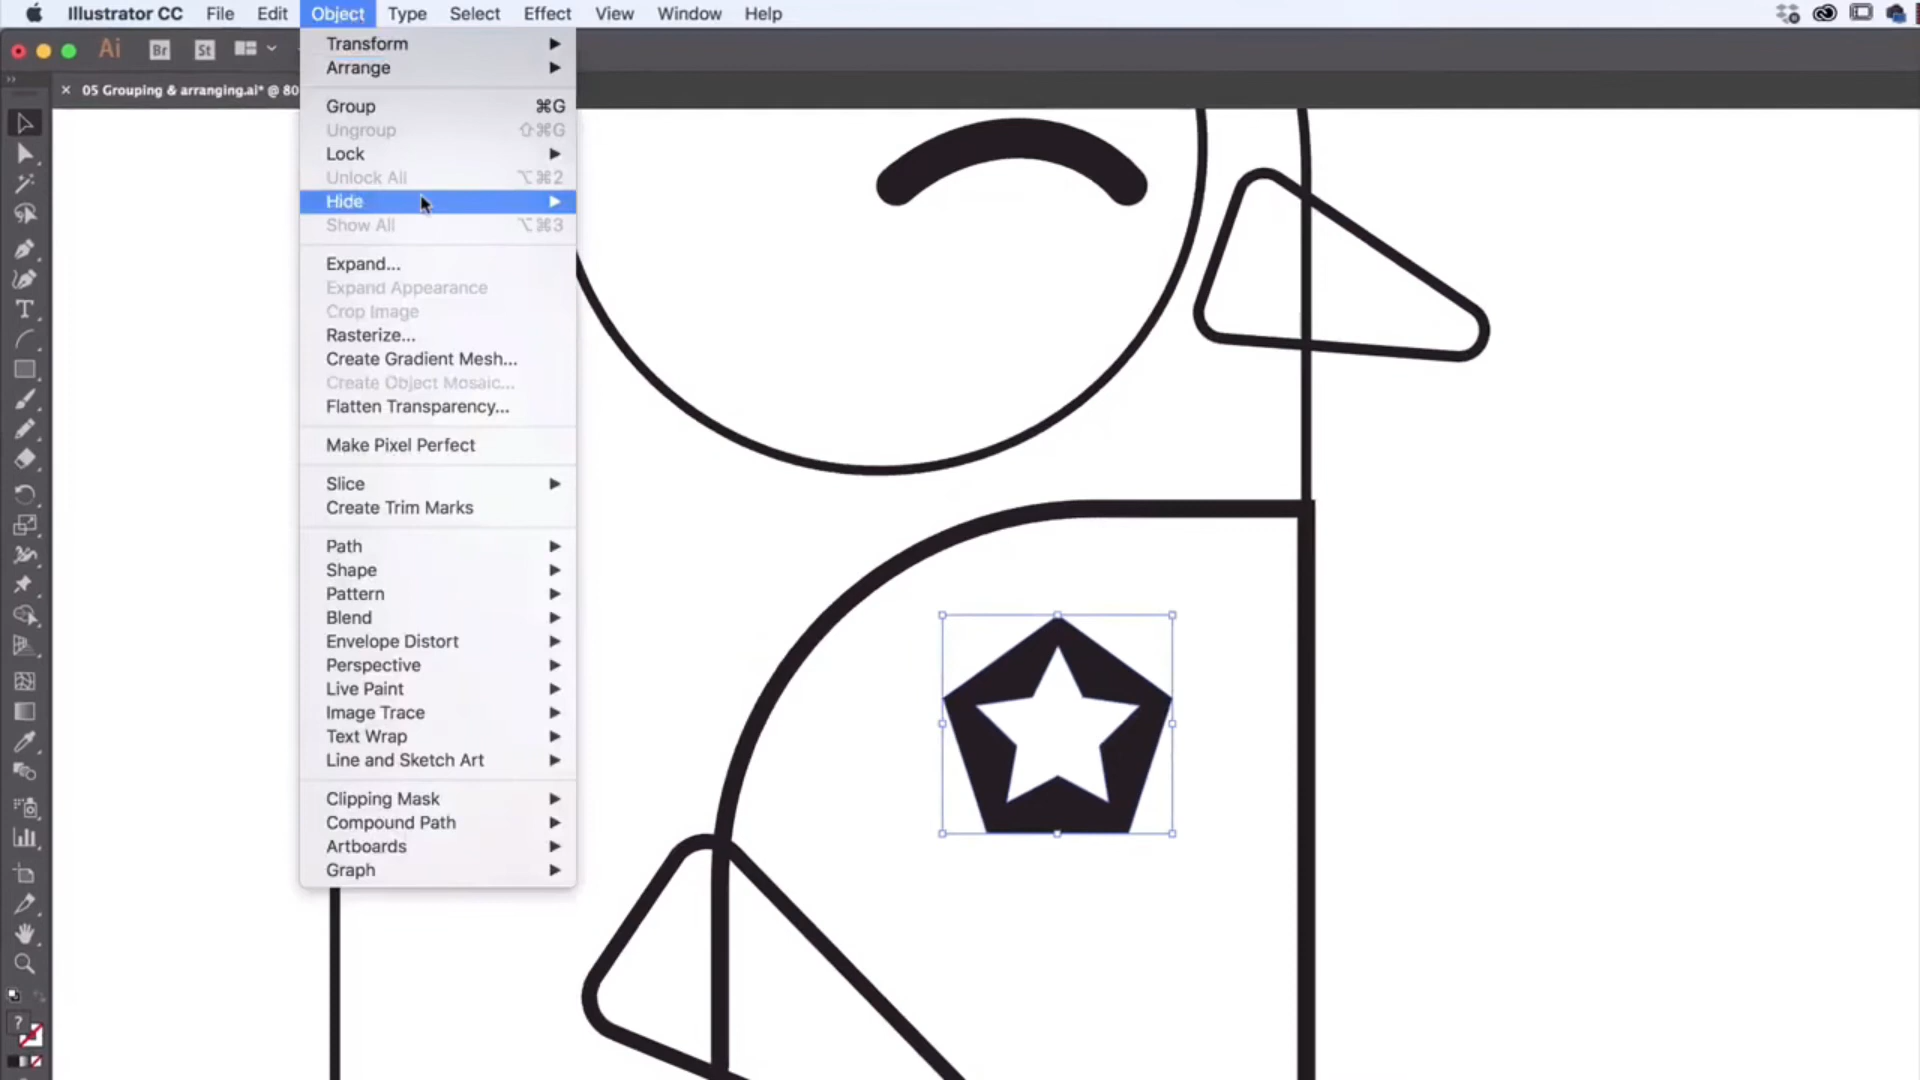 Illustrator CC File Edit Object Type Select Effect View Window Help
Ai Br St
× 05 Grouping & arranging.ai* @ 80
Transform ▶
Arrange ▶
Group ⌘G
Ungroup ⇧⌘G
Lock ▶
Unlock All ⌥⌘2
Hide ▶
Show All ⌥⌘3
Expand...
Expand Appearance
Crop Image
Rasterize...
Create Gradient Mesh...
Create Object Mosaic...
Flatten Transparency...
Make Pixel Perfect
Slice ▶
Create Trim Marks
Path ▶
Shape ▶
Pattern ▶
Blend ▶
Envelope Distort ▶
Perspective ▶
Live Paint ▶
Image Trace ▶
Text Wrap ▶
Line and Sketch Art ▶
Clipping Mask ▶
Compound Path ▶
Artboards ▶
Graph ▶
?